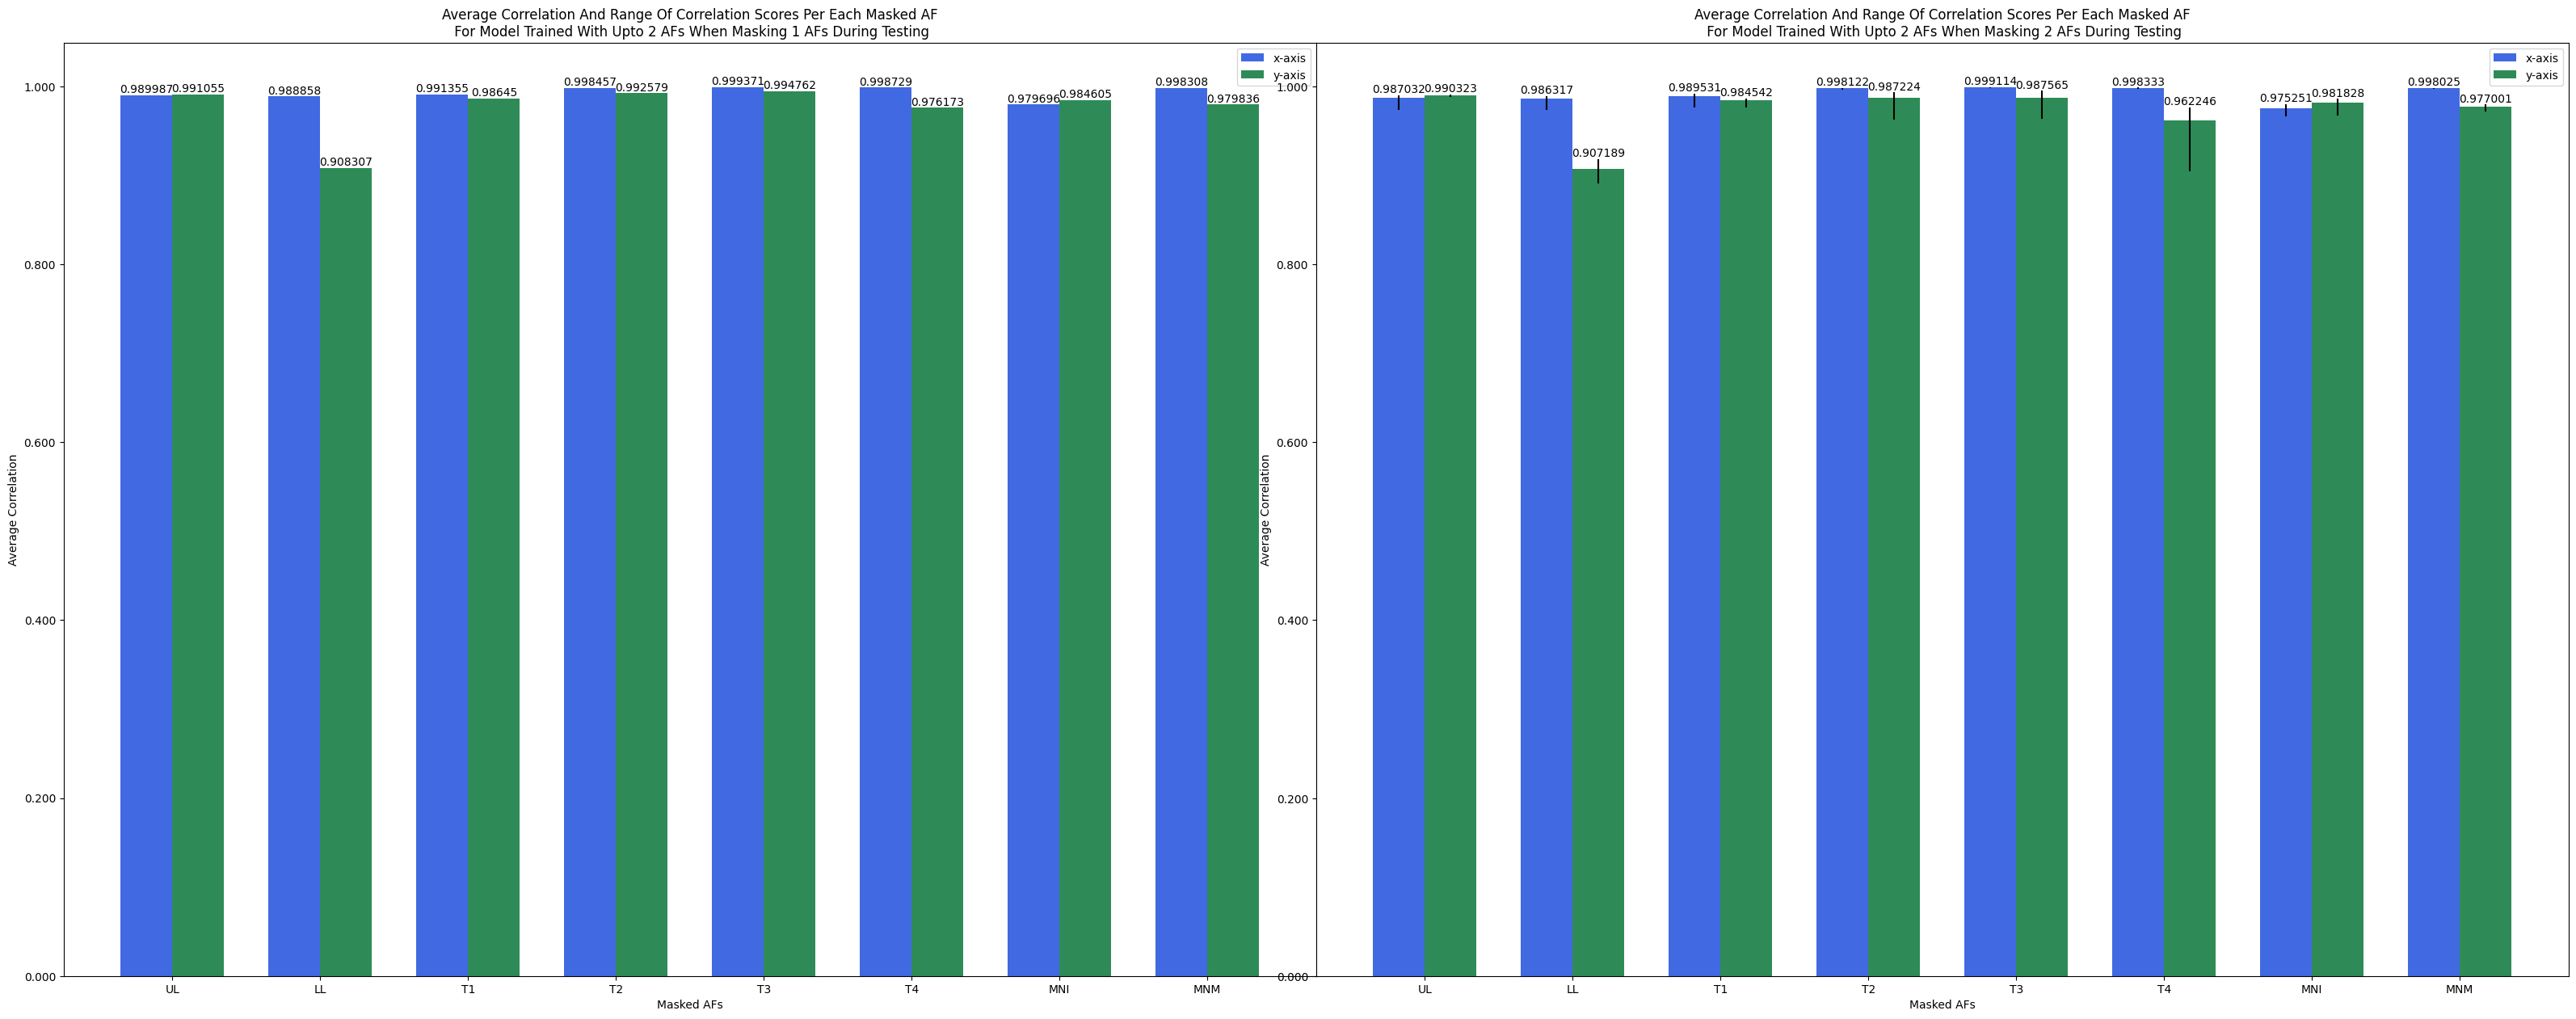 Average Correlation And Range Of Correlation Scores Per Each Masked AF
For Model Trained With Upto 2 AFs When Masking 1 AFs During Testing
x-axis
y-axis
0.989987
0.991055
0.988858
0.908307
0.991355
0.98645
0.998457
0.992579
0.999371
0.994762
0.998729
0.976173
0.979696
0.984605
0.998308
0.979836
1.000
0.800
0.600
0.400
0.200
0.000
Average Correlation
UL
LL
T1
T2
T3
T4
MNI
MNM
Masked AFs
Average Correlation And Range Of Correlation Scores Per Each Masked AF
For Model Trained With Upto 2 AFs When Masking 2 AFs During Testing
x-axis
y-axis
0.987032
0.990323
0.986317
0.907189
0.989531
0.984542
0.998122
0.987224
0.999114
0.987565
0.998333
0.962246
0.975251
0.981828
0.998025
0.977001
1.000
0.800
0.600
0.400
0.200
0.000
Average Correlation
UL
LL
T1
T2
T3
T4
MNI
MNM
Masked AFs